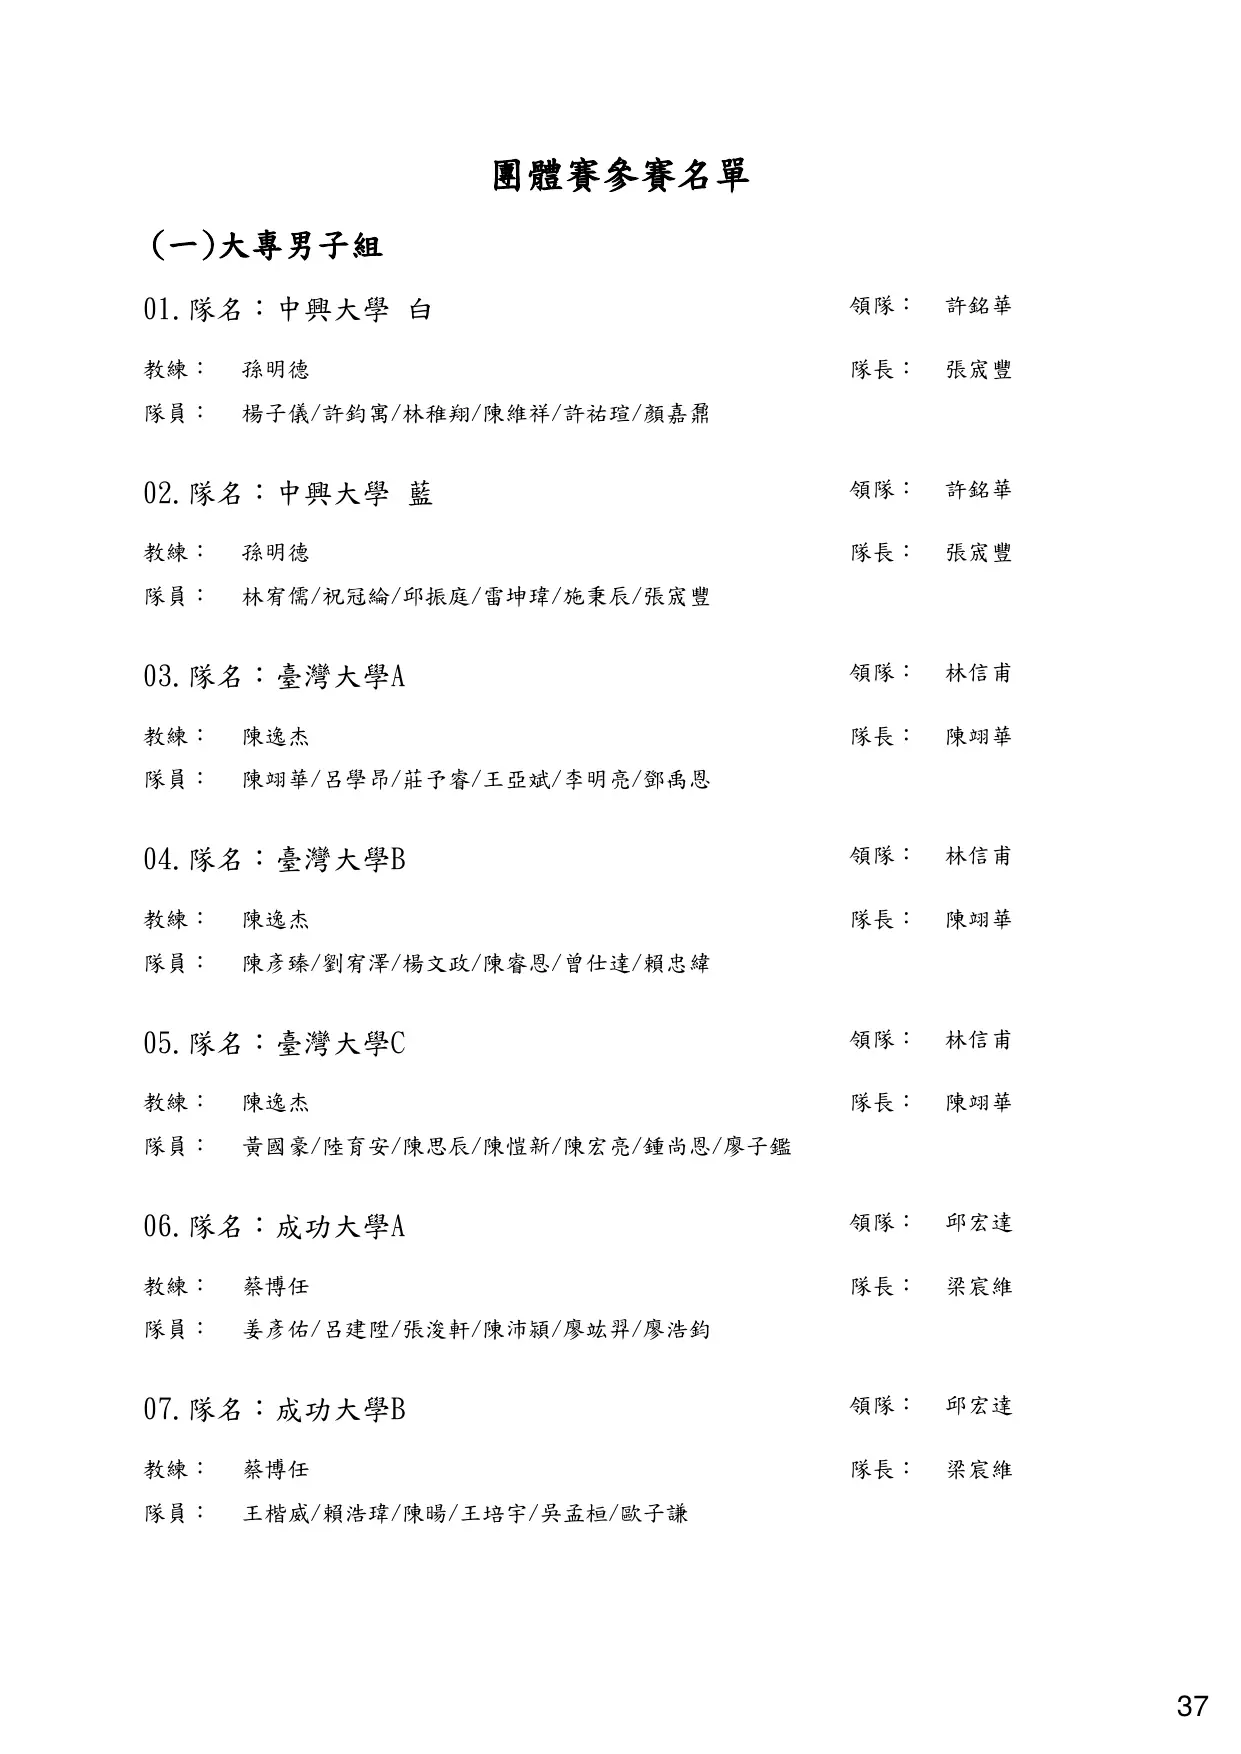 團體賽參賽名單
(一)大專男子組
01.隊名：中興大學 白 領隊： 許銘華
教練： 孫明德 隊長： 張宬豐
隊員： 楊子儀/許鈞寓/林稚翔/陳維祥/許祐瑄/顏嘉鼐
02.隊名：中興大學 藍 領隊： 許銘華
教練： 孫明德 隊長： 張宬豐
隊員： 林宥儒/祝冠綸/邱振庭/雷坤瑋/施秉辰/張宬豐
03.隊名：臺灣大學A 領隊： 林信甫
教練： 陳逸杰 隊長： 陳翊華
隊員： 陳翊華/呂學昂/莊予睿/王亞斌/李明亮/鄧禹恩
04.隊名：臺灣大學B 領隊： 林信甫
教練： 陳逸杰 隊長： 陳翊華
隊員： 陳彥臻/劉宥澤/楊文政/陳睿恩/曾仕達/賴忠緯
05.隊名：臺灣大學C 領隊： 林信甫
教練： 陳逸杰 隊長： 陳翊華
隊員： 黃國豪/陸育安/陳思辰/陳愷新/陳宏亮/鍾尚恩/廖子鑑
06.隊名：成功大學A 領隊： 邱宏達
教練： 蔡博任 隊長： 梁宸維
隊員： 姜彥佑/呂建陞/張浚軒/陳沛潁/廖竑羿/廖浩鈞
07.隊名：成功大學B 領隊： 邱宏達
教練： 蔡博任 隊長： 梁宸維
隊員： 王楷威/賴浩瑋/陳暘/王培宇/吳孟桓/歐子謙
37